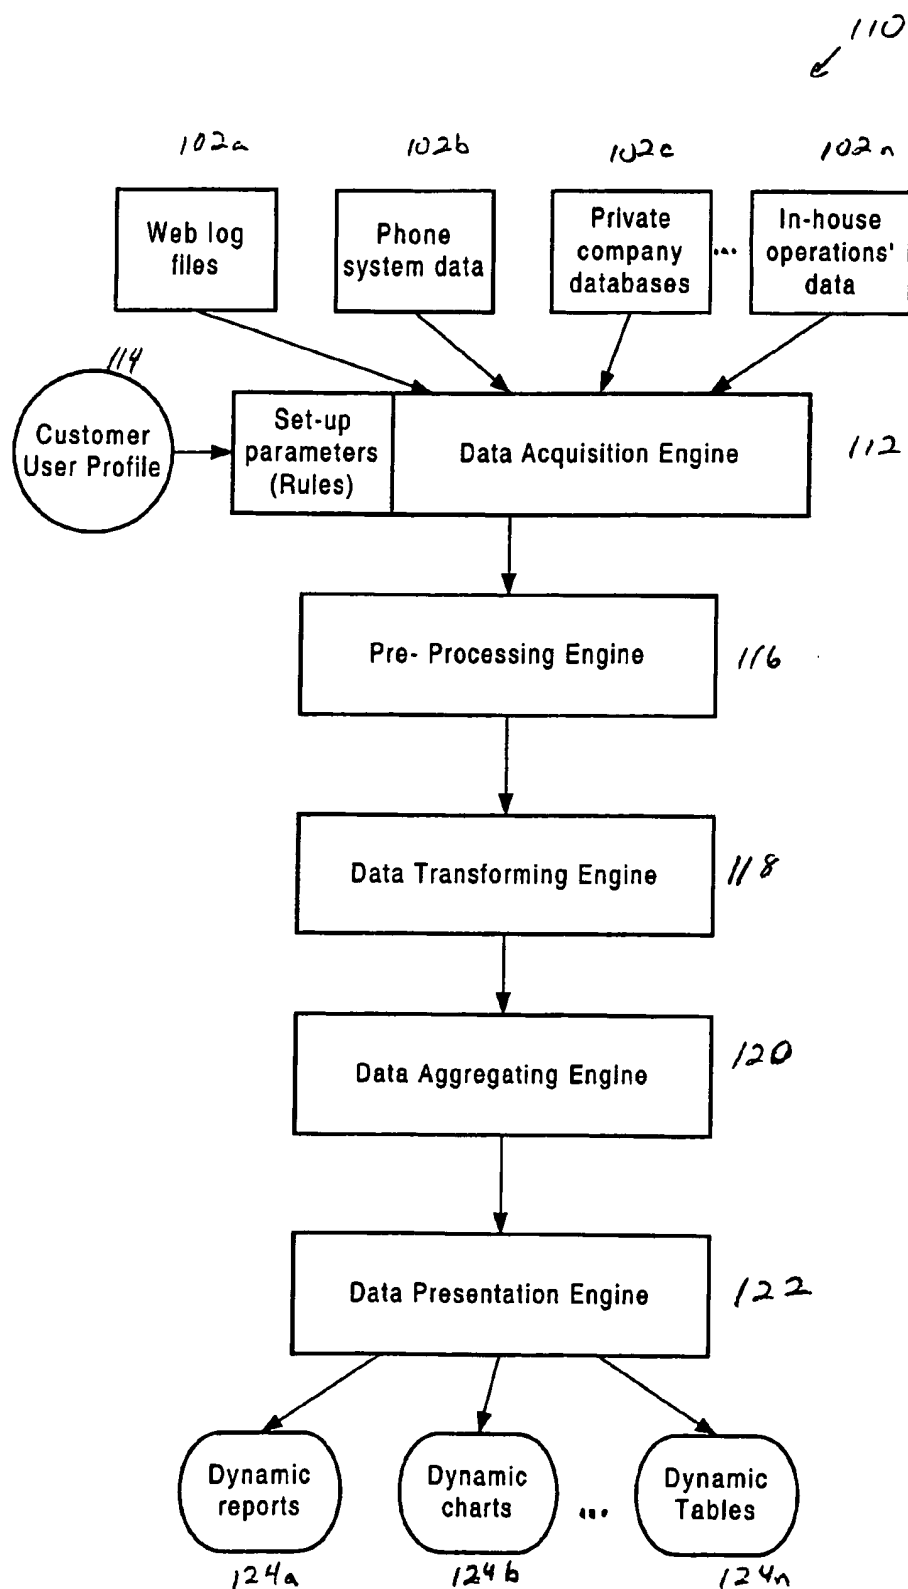 110
102a 102b 102c 102n
Web log
files
Phone
system data
Private
company
databases
...
In-house
operations'
data
114
Customer
User Profile
Set-up
parameters
(Rules)
Data Acquisition Engine
112
Pre- Processing Engine
116
Data Transforming Engine
118
Data Aggregating Engine
120
Data Presentation Engine
122
Dynamic
reports
Dynamic
charts
...
Dynamic
Tables
124a 124b 124n